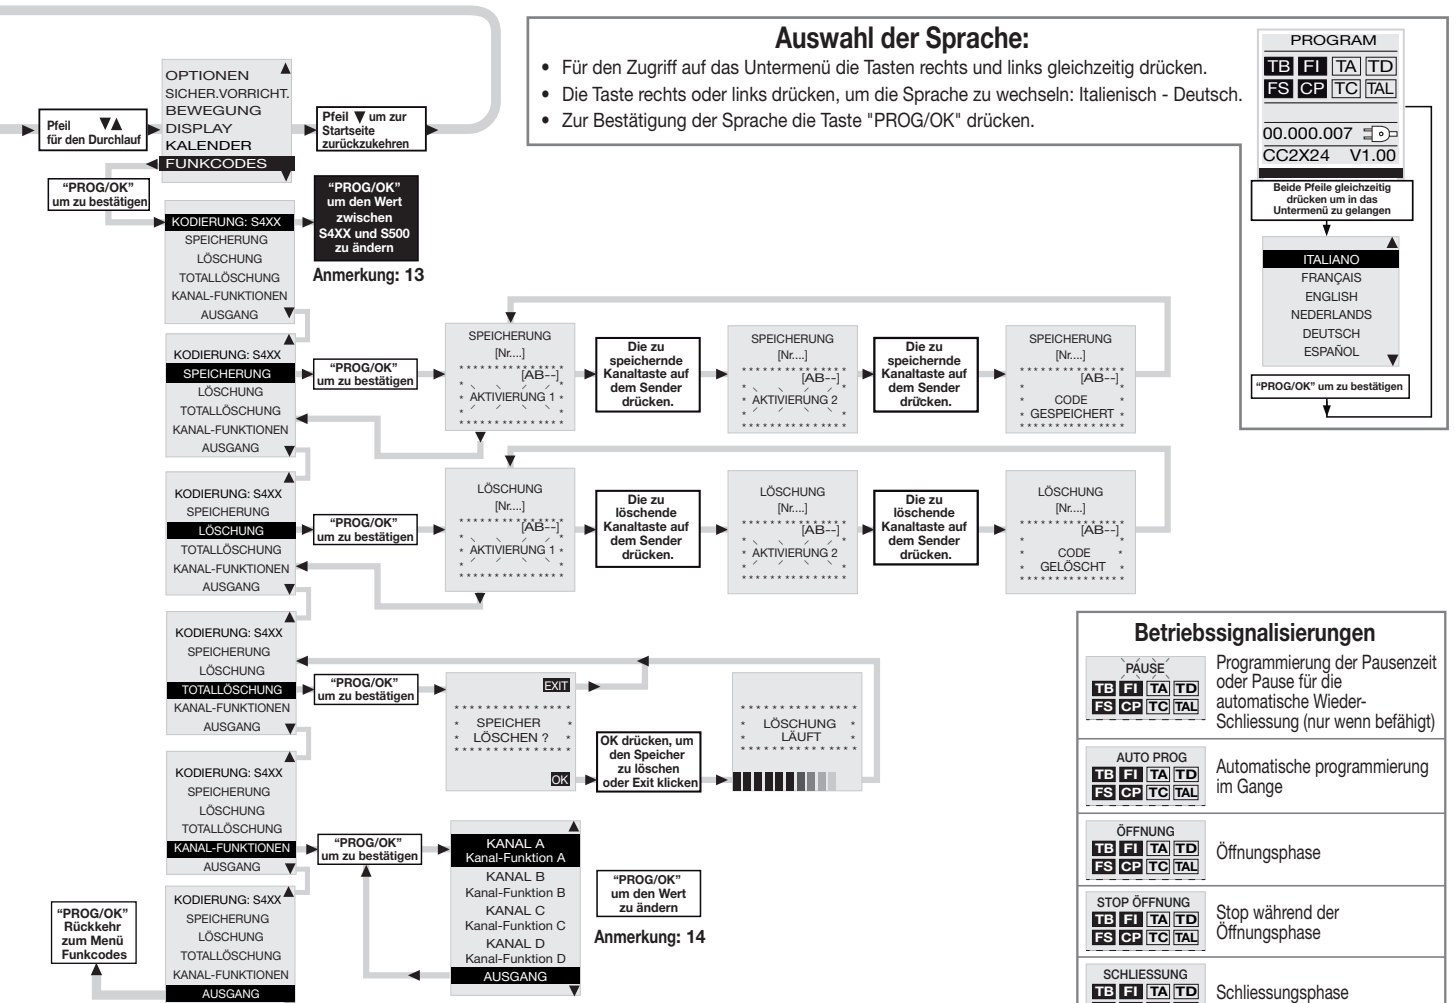 Auswahl der Sprache:
• Für den Zugriff auf das Untermenü die Tasten rechts und links gleichzeitig drücken.
• Die Taste rechts oder links drücken, um die Sprache zu wechseln: Italienisch - Deutsch.
• Zur Bestätigung der Sprache die Taste "PROG/OK" drücken.
PROGRAM
TB FI TA TD
FS CP TC TAL
00.000.007
CC2X24 V1.00
Beide Pfeile gleichzeitig
drücken um in das
Untermenü zu gelangen
ITALIANO
FRANÇAIS
ENGLISH
NEDERLANDS
DEUTSCH
ESPAÑOL
“PROG/OK” um zu bestätigen
Pfeil ▼▲
für den Durchlauf
OPTIONEN
SICHER.VORRICHT.
BEWEGUNG
DISPLAY
KALENDER
FUNKCODES
Pfeil ▼ um zur
Startseite
zurückzukehren
“PROG/OK”
um zu bestätigen
KODIERUNG: S4XX
SPEICHERUNG
LÖSCHUNG
TOTALLÖSCHUNG
KANAL-FUNKTIONEN
AUSGANG
“PROG/OK”
um den Wert
zwischen
S4XX und S500
zu ändern
Anmerkung: 13
KODIERUNG: S4XX
SPEICHERUNG
LÖSCHUNG
TOTALLÖSCHUNG
KANAL-FUNKTIONEN
AUSGANG
“PROG/OK”
um zu bestätigen
SPEICHERUNG
[Nr....]
[AB--]
AKTIVIERUNG 1
Die zu
speichernde
Kanaltaste auf
dem Sender
drücken.
SPEICHERUNG
[Nr....]
[AB--]
AKTIVIERUNG 2
Die zu
speichernde
Kanaltaste auf
dem Sender
drücken.
SPEICHERUNG
[Nr....]
[AB--]
CODE
GESPEICHERT
KODIERUNG: S4XX
SPEICHERUNG
LÖSCHUNG
TOTALLÖSCHUNG
KANAL-FUNKTIONEN
AUSGANG
“PROG/OK”
um zu bestätigen
LÖSCHUNG
[Nr....]
[AB--]
AKTIVIERUNG 1
Die zu
löschende
Kanaltaste auf
dem Sender
drücken.
LÖSCHUNG
[Nr....]
[AB--]
AKTIVIERUNG 2
Die zu
löschende
Kanaltaste auf
dem Sender
drücken.
LÖSCHUNG
[Nr....]
[AB--]
CODE
GELÖSCHT
KODIERUNG: S4XX
SPEICHERUNG
LÖSCHUNG
TOTALLÖSCHUNG
KANAL-FUNKTIONEN
AUSGANG
“PROG/OK”
um zu bestätigen
EXIT
SPEICHER
LÖSCHEN ?
OK
OK drücken, um
den Speicher
zu löschen
oder Exit klicken
LÖSCHUNG
LÄUFT
KODIERUNG: S4XX
SPEICHERUNG
LÖSCHUNG
TOTALLÖSCHUNG
KANAL-FUNKTIONEN
AUSGANG
“PROG/OK”
um zu bestätigen
KANAL A
Kanal-Funktion A
KANAL B
Kanal-Funktion B
KANAL C
Kanal-Funktion C
KANAL D
Kanal-Funktion D
AUSGANG
“PROG/OK”
um den Wert
zu ändern
Anmerkung: 14
“PROG/OK”
Rückkehr
zum Menü
Funkcodes
KODIERUNG: S4XX
SPEICHERUNG
LÖSCHUNG
TOTALLÖSCHUNG
KANAL-FUNKTIONEN
AUSGANG
Betriebssignalisierungen
PAUSE
TB FI TA TD
FS CP TC TAL
Programmierung der Pausenzeit
oder Pause für die
automatische Wieder-
Schliessung (nur wenn befähigt)
AUTO PROG
TB FI TA TD
FS CP TC TAL
Automatische programmierung
im Gange
ÖFFNUNG
TB FI TA TD
FS CP TC TAL
Öffnungsphase
STOP ÖFFNUNG
TB FI TA TD
FS CP TC TAL
Stop während der
Öffnungsphase
SCHLIESSUNG
TB FI TA TD
Schliessungsphase